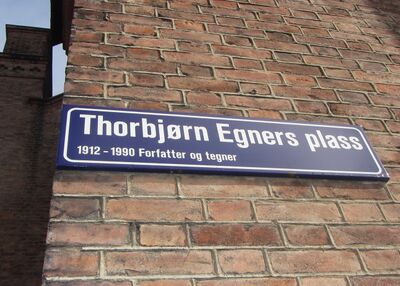 Thorbjørn Egners plass
1912 - 1990 Forfatter og tegner